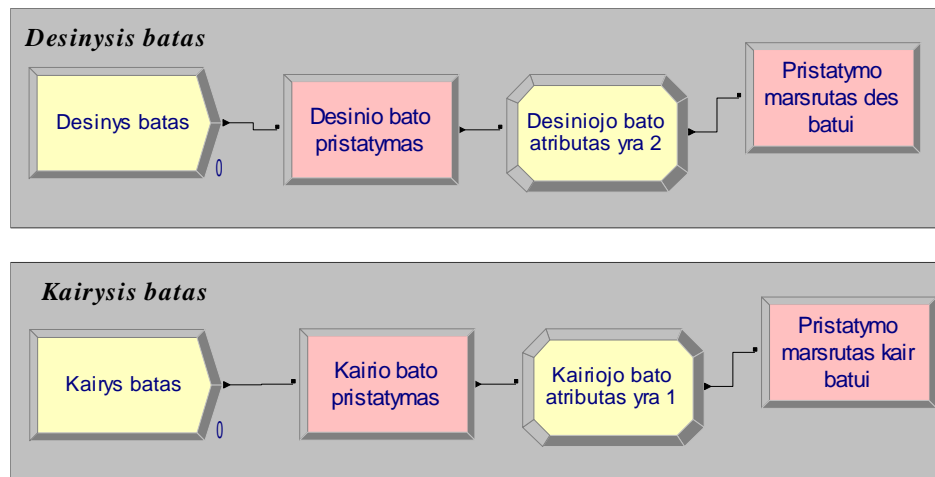 Desinysis batas
Desinys batas
0
Desinio bato
pristatymas
Desiniojo bato
atributas yra 2
Pristatymo
marsrutas des
batui
Kairysis batas
Kairys batas
0
Kairio bato
pristatymas
Kairiojo bato
atributas yra 1
Pristatymo
marsrutas kair
batui